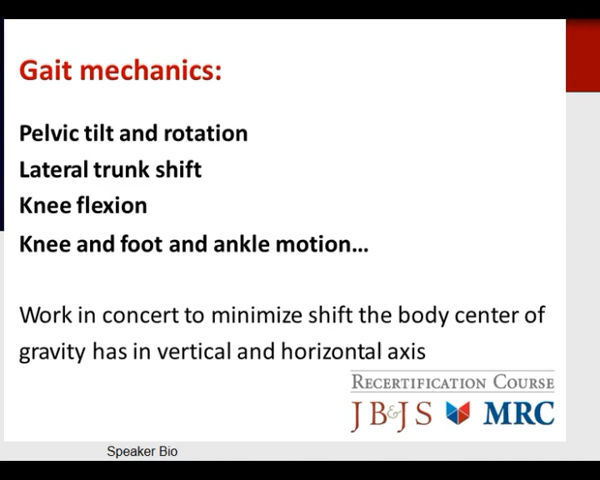 Gait mechanics:
Pelvic tilt and rotation
Lateral trunk shift
Knee flexion
Knee and foot and ankle motion...
Work in concert to minimize shift the body center of
gravity has in vertical and horizontal axis
RECERTIFICATION COURSE
JB&JS MRC
Speaker Bio